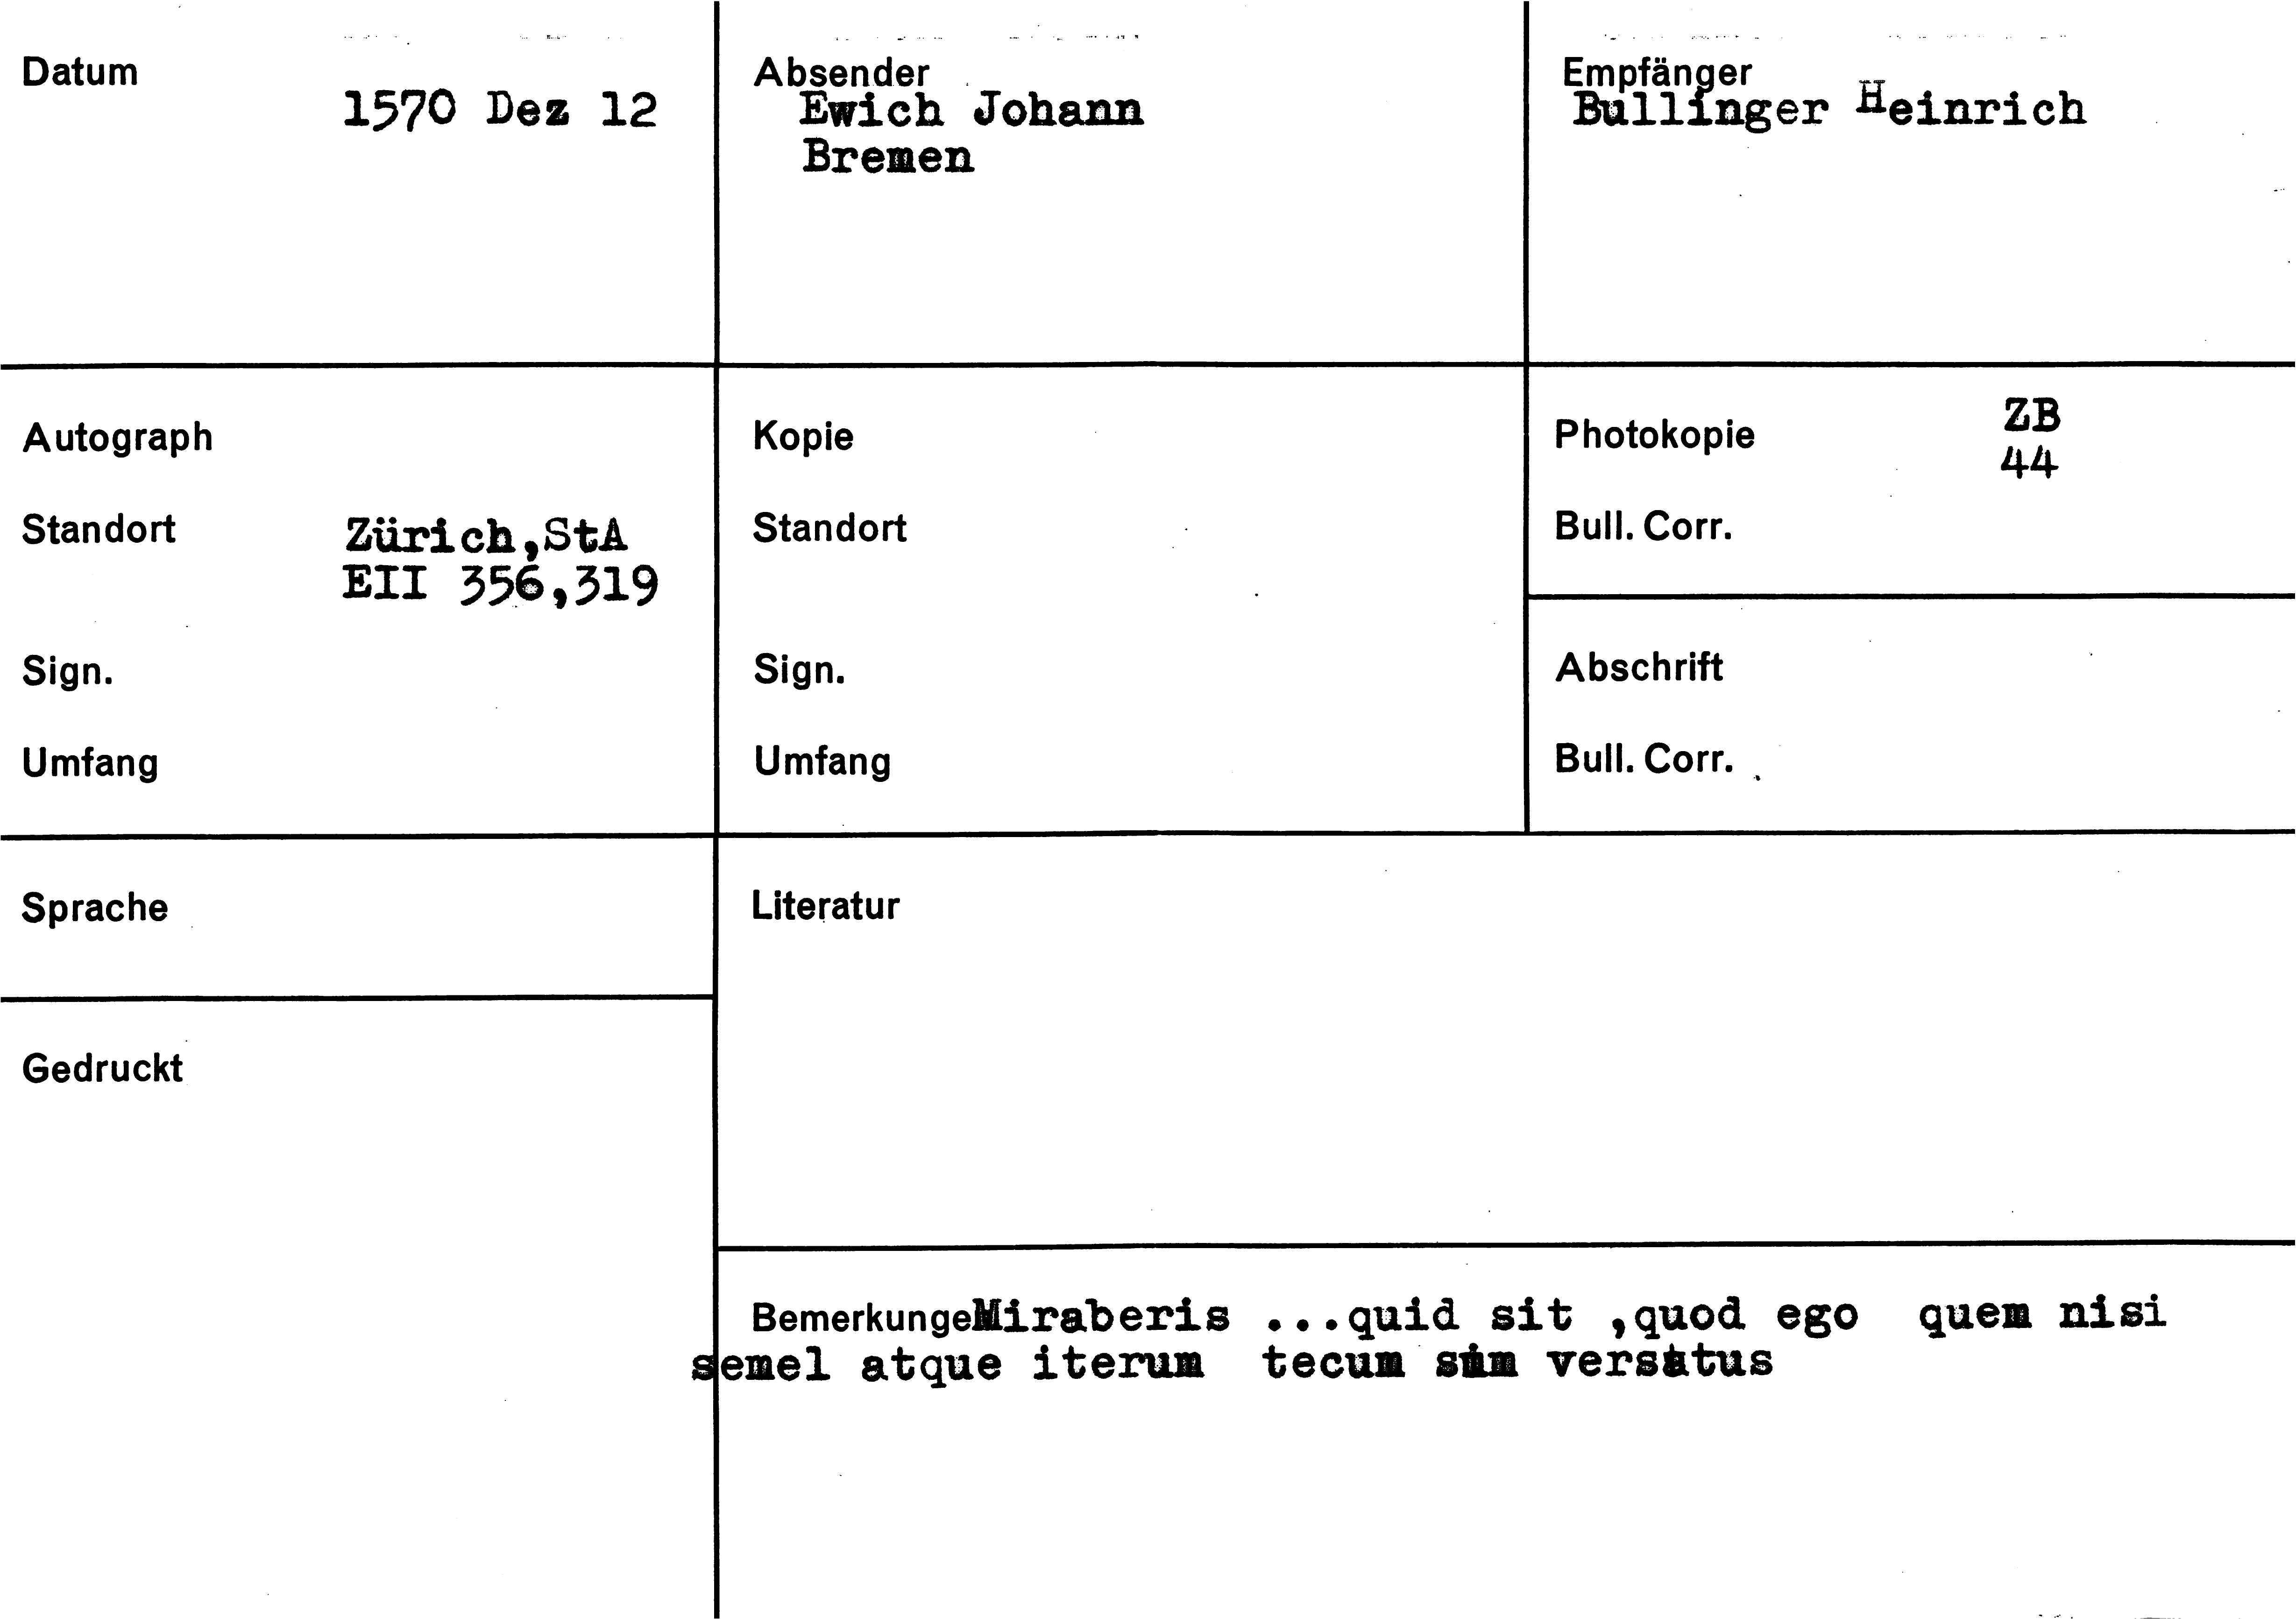 Datum
1570 Dez 12
Absender
Ewich Johann
Bremen
Empfänger
Bullinger Heinrich
Autograph
Standort
Zürich,StA
EII 356,319
Sign.
Umfang
Kopie
Standort
Sign.
Umfang
Photokopie
ZB
44
Bull. Corr.
Abschrift
Bull. Corr.
Sprache
Literatur
Gedruckt
Bemerkunge Miraberis ...quid sit ,quod ego quem nisi
semel atque iterum tecum sim versatus